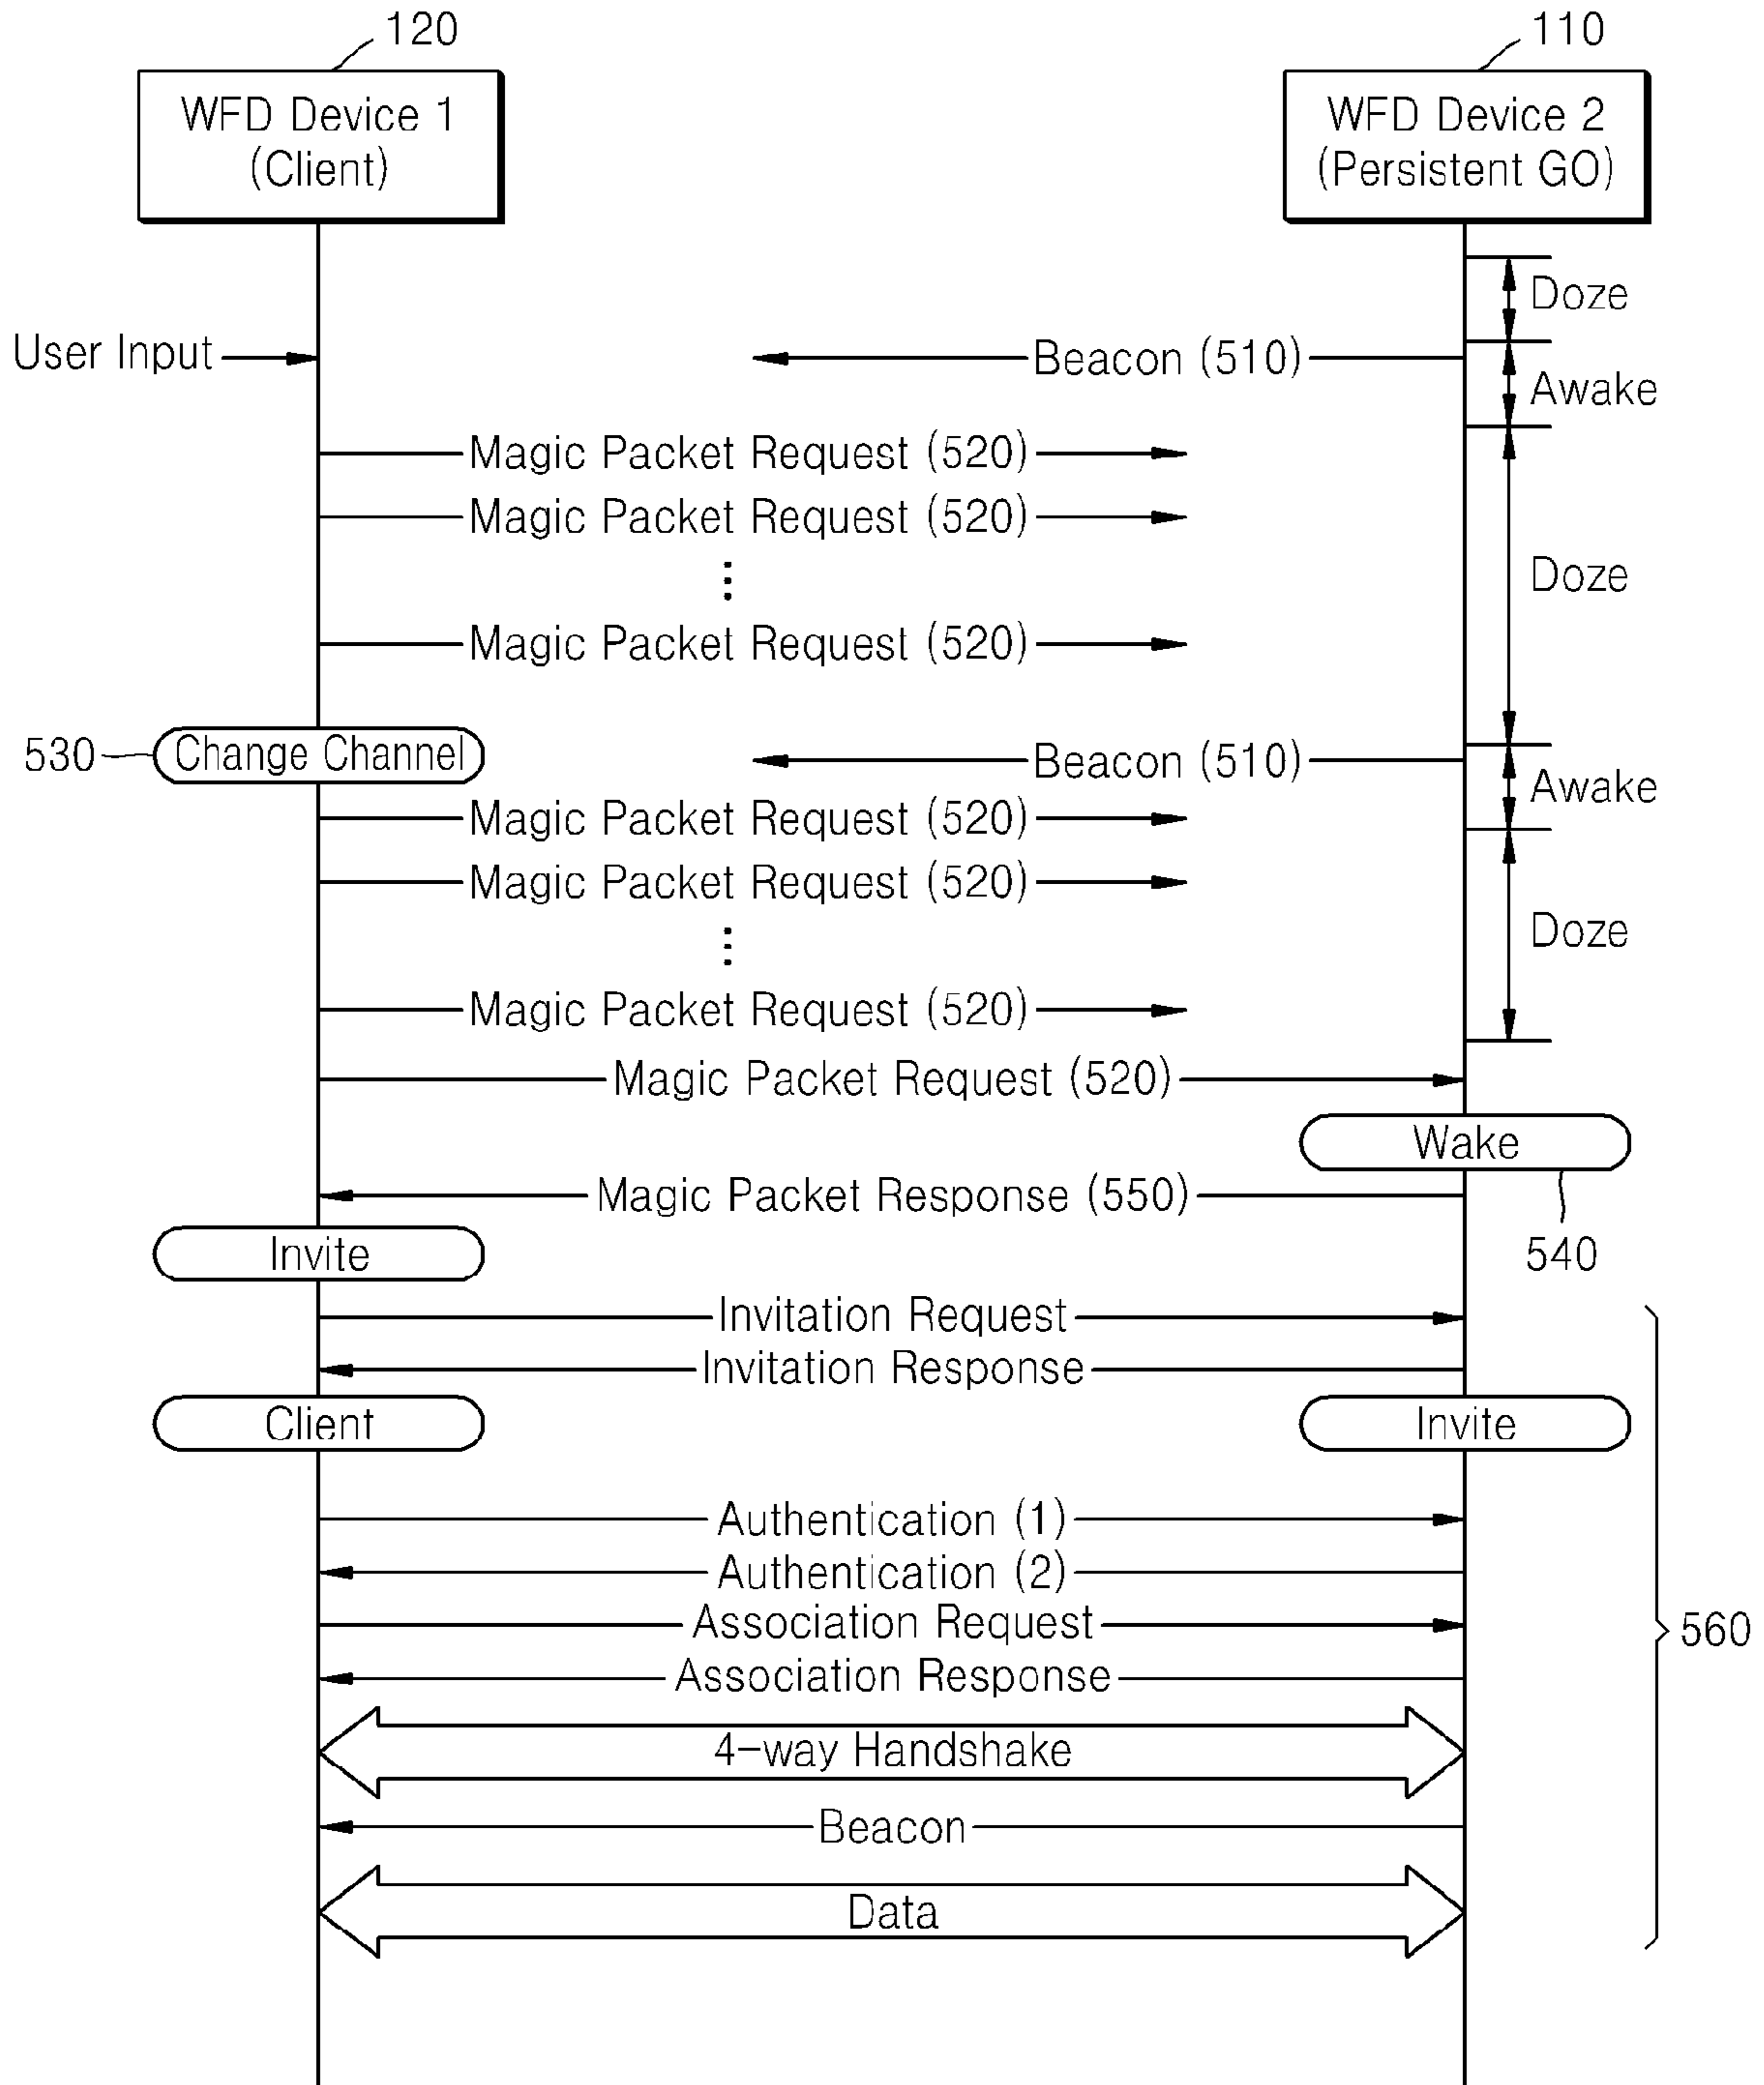 120
110
WFD Device 1
(Client)
WFD Device 2
(Persistent GO)
Doze
User Input
Beacon (510)
Awake
Magic Packet Request (520)
Magic Packet Request (520)
Doze
Magic Packet Request (520)
530
Change Channel
Beacon (510)
Awake
Magic Packet Request (520)
Magic Packet Request (520)
Doze
Magic Packet Request (520)
Magic Packet Request (520)
Wake
Magic Packet Response (550)
Invite
540
Invitation Request
Invitation Response
Client
Invite
Authentication (1)
Authentication (2)
Association Request
560
Association Response
4-way Handshake
Beacon
Data